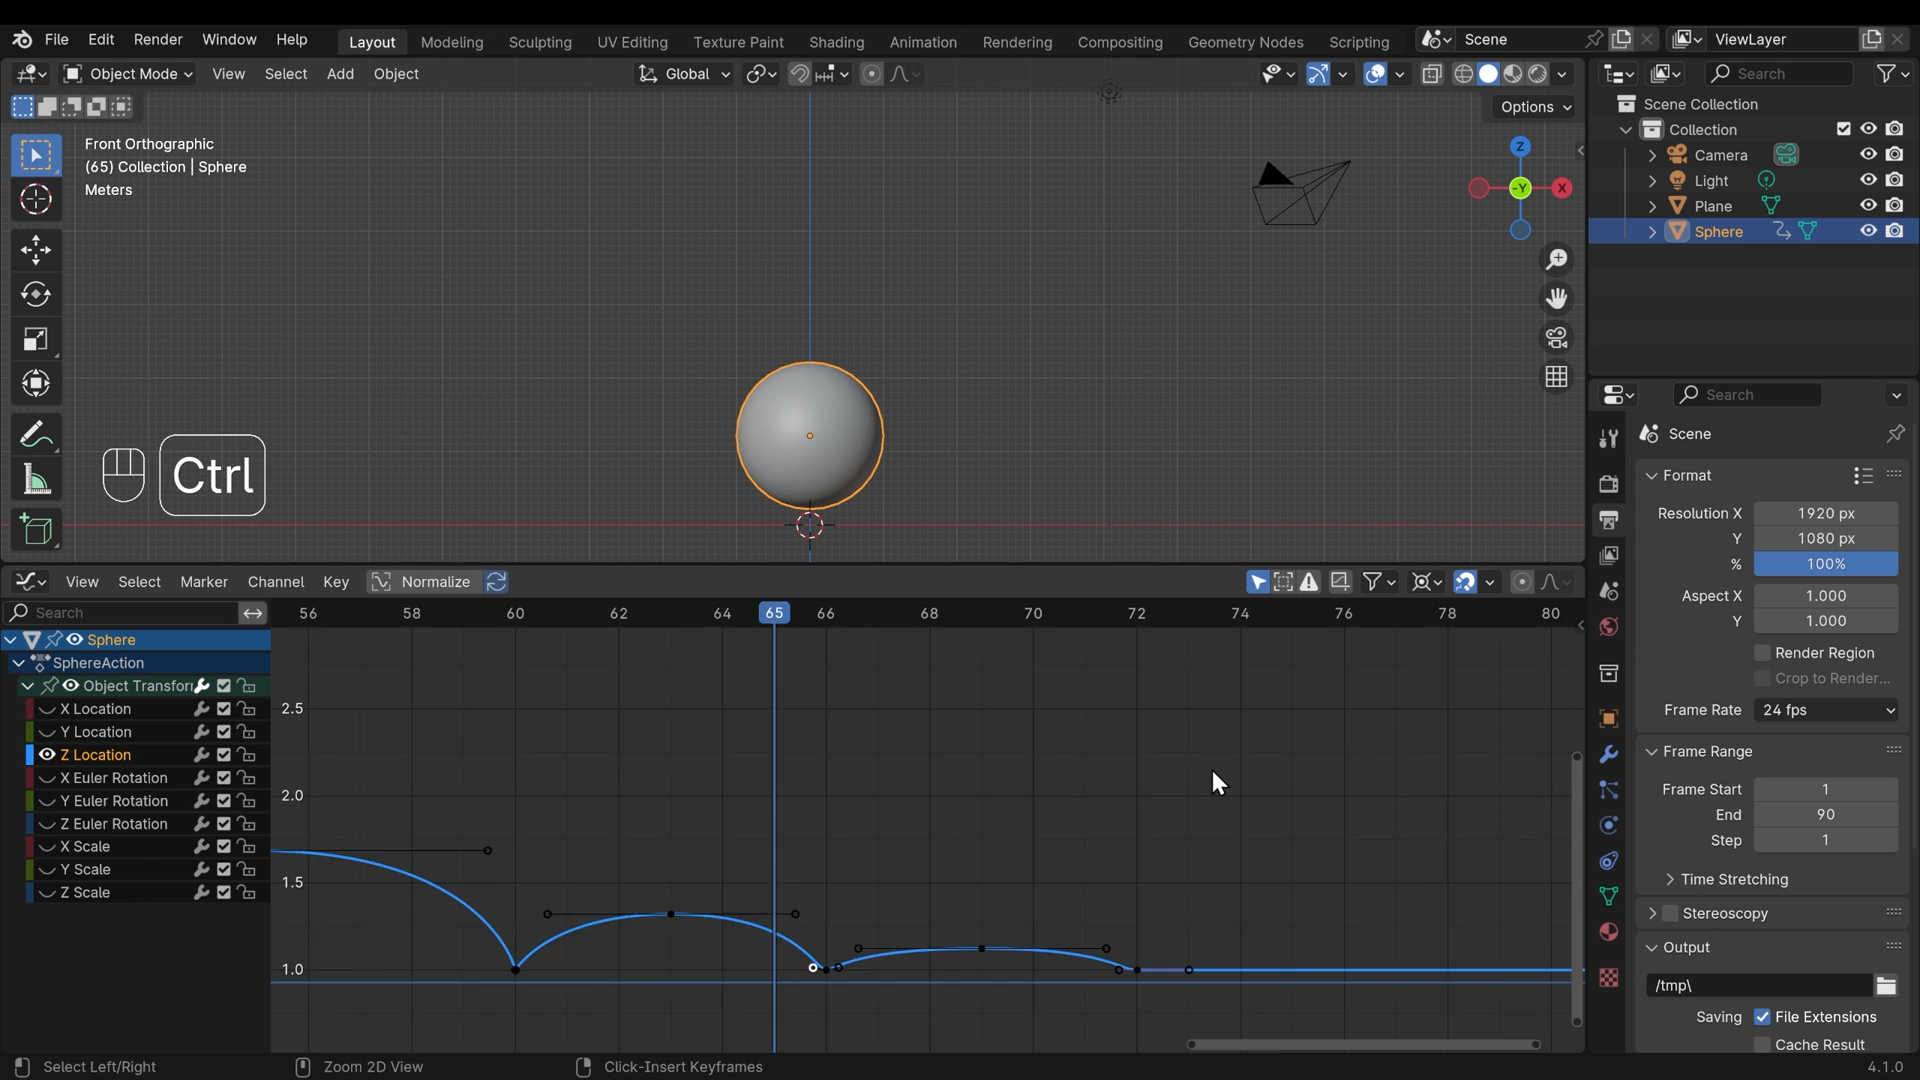 File Edit Render Window Help Layout Modeling Sculpting UV Editing Texture Paint Shading Animation Rendering Compositing Geometry Nodes Scripting Scene ViewLayer
Object Mode View Select Add Object Global Search
Options
Front Orthographic
(65) Collection | Sphere
Meters
Z
-Y
X
Scene Collection
Collection
Camera
Light
Plane
Sphere
Ctrl
Search
Scene
Format
Resolution X 1920 px
Y 1080 px
% 100%
Aspect X 1.000
Y 1.000
Render Region
Crop to Render...
Frame Rate 24 fps
Frame Range
Frame Start 1
End 90
Step 1
Time Stretching
Stereoscopy
Output
/tmp\
Saving File Extensions
Cache Result
View Select Marker Channel Key Normalize
Search
56 58 60 62 64 65 66 68 70 72 74 76 78 80
Sphere
SphereAction
Object Transfor
X Location
Y Location
Z Location
X Euler Rotation
Y Euler Rotation
Z Euler Rotation
X Scale
Y Scale
Z Scale
2.5
2.0
1.5
1.0
Select Left/Right Zoom 2D View Click-Insert Keyframes 4.1.0